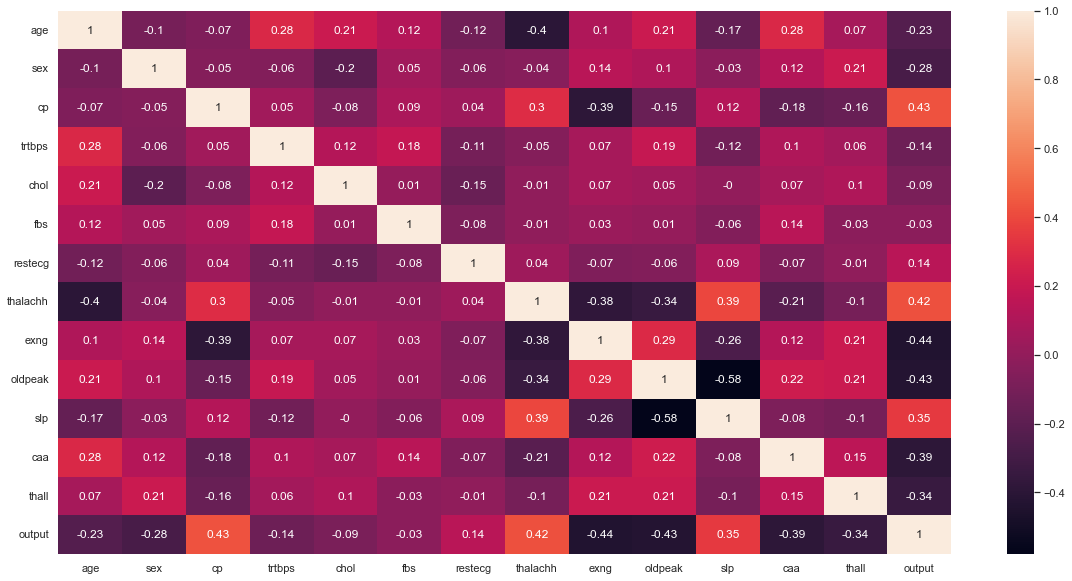 age 1 -0.1 -0.07 0.28 0.21 0.12 -0.12 -0.4 0.1 0.21 -0.17 0.28 0.07 -0.23
sex -0.1 1 -0.05 -0.06 -0.2 0.05 -0.06 -0.04 0.14 0.1 -0.03 0.12 0.21 -0.28
cp -0.07 -0.05 1 0.05 -0.08 0.09 0.04 0.3 -0.39 -0.15 0.12 -0.18 -0.16 0.43
trtbps 0.28 -0.06 0.05 1 0.12 0.18 -0.11 -0.05 0.07 0.19 -0.12 0.1 0.06 -0.14
chol 0.21 -0.2 -0.08 0.12 1 0.01 -0.15 -0.01 0.07 0.05 -0 0.07 0.1 -0.09
fbs 0.12 0.05 0.09 0.18 0.01 1 -0.08 -0.01 0.03 0.01 -0.06 0.14 -0.03 -0.03
restecg -0.12 -0.06 0.04 -0.11 -0.15 -0.08 1 0.04 -0.07 -0.06 0.09 -0.07 -0.01 0.14
thalachh -0.4 -0.04 0.3 -0.05 -0.01 -0.01 0.04 1 -0.38 -0.34 0.39 -0.21 -0.1 0.42
exng 0.1 0.14 -0.39 0.07 0.07 0.03 -0.07 -0.38 1 0.29 -0.26 0.12 0.21 -0.44
oldpeak 0.21 0.1 -0.15 0.19 0.05 0.01 -0.06 -0.34 0.29 1 -0.58 0.22 0.21 -0.43
slp -0.17 -0.03 0.12 -0.12 -0 -0.06 0.09 0.39 -0.26 -0.58 1 -0.08 -0.1 0.35
caa 0.28 0.12 -0.18 0.1 0.07 0.14 -0.07 -0.21 0.12 0.22 -0.08 1 0.15 -0.39
thall 0.07 0.21 -0.16 0.06 0.1 -0.03 -0.01 -0.1 0.21 0.21 -0.1 0.15 1 -0.34
output -0.23 -0.28 0.43 -0.14 -0.09 -0.03 0.14 0.42 -0.44 -0.43 0.35 -0.39 -0.34 1
age sex cp trtbps chol fbs restecg thalachh exng oldpeak slp caa thall output
1.0
0.8
0.6
0.4
0.2
0.0
−0.2
−0.4